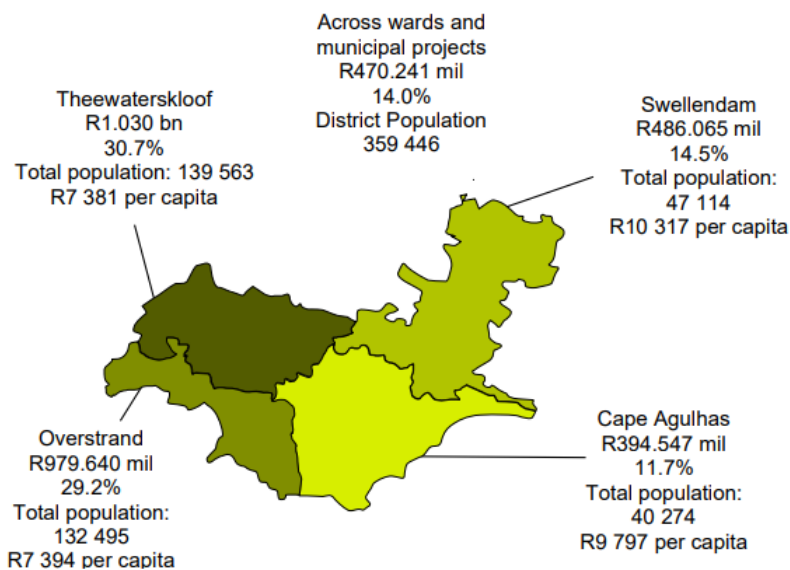 Across wards and
municipal projects
R470.241 mil
14.0%
District Population
359 446
Theewaterskloof
R1.030 bn
30.7%
Total population: 139 563
R7 381 per capita
Swellendam
R486.065 mil
14.5%
Total population:
47 114
R10 317 per capita
Overstrand
R979.640 mil
29.2%
Total population:
132 495
R7 394 per capita
Cape Agulhas
R394.547 mil
11.7%
Total population:
40 274
R9 797 per capita